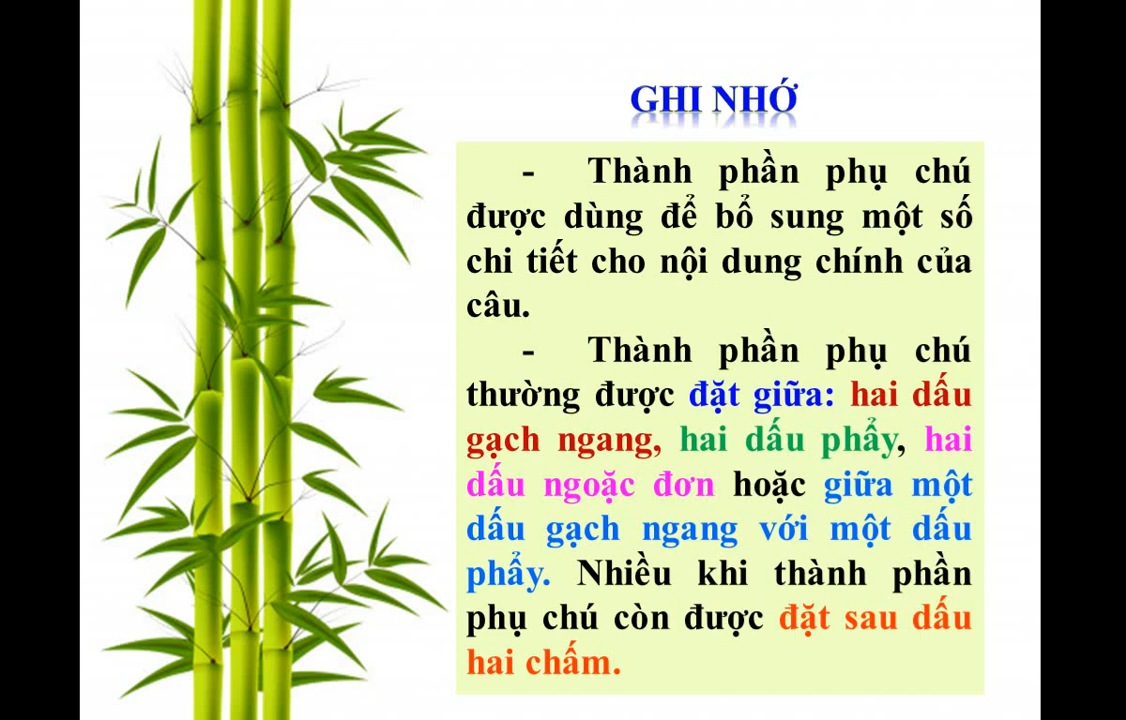 GHI NHỚ
- Thành phần phụ chú
được dùng để bổ sung một số
chi tiết cho nội dung chính của
câu.
- Thành phần phụ chú
thường được đặt giữa: hai dấu
gạch ngang, hai dấu phẩy, hai
dấu ngoặc đơn hoặc giữa một
dấu gạch ngang với một dấu
phẩy. Nhiều khi thành phần
phụ chú còn được đặt sau dấu
hai chấm.